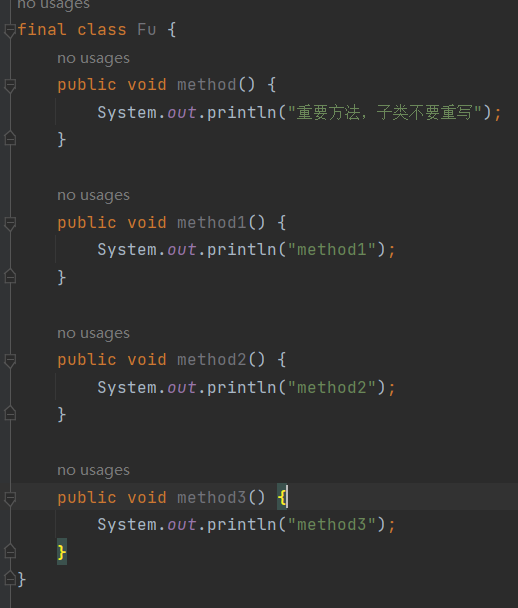 no usages
final class Fu {
no usages
public void method() {
System.out.println("重要方法，子类不要重写");
}
no usages
public void method1() {
System.out.println("method1");
}
no usages
public void method2() {
System.out.println("method2");
}
no usages
public void method3() {
System.out.println("method3");
}
}